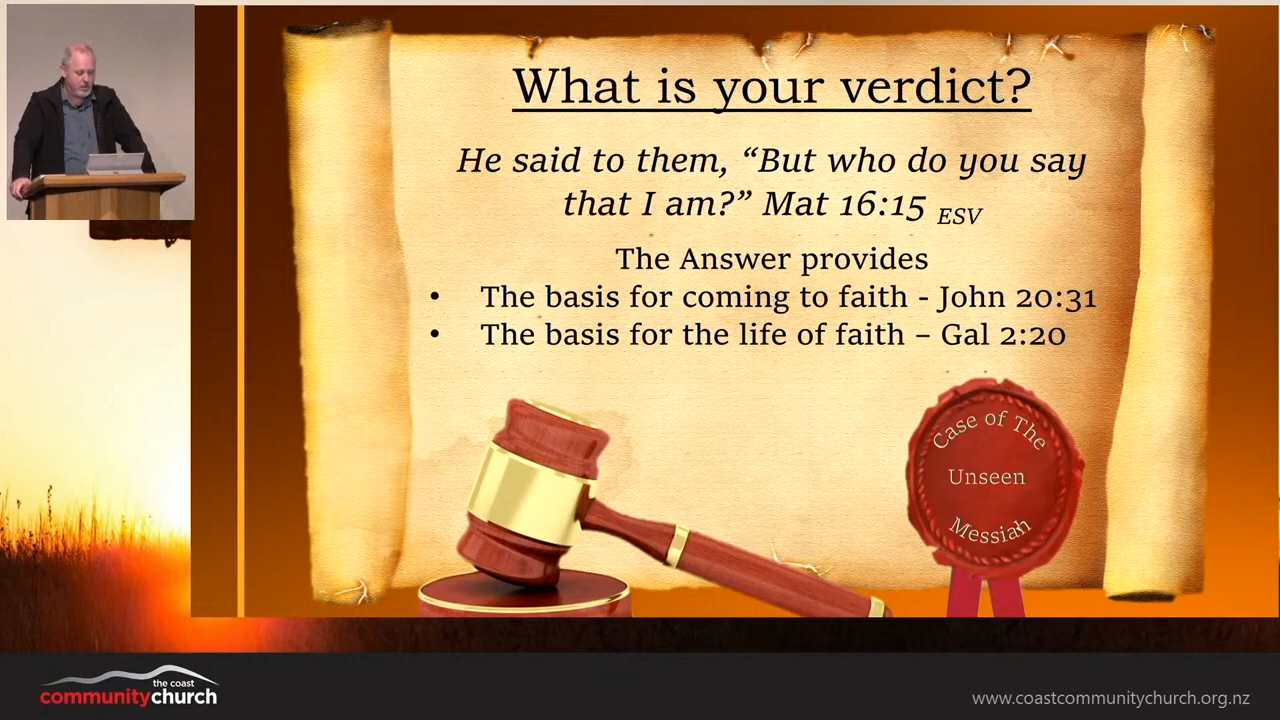 What is your verdict?
He said to them, “But who do you say
that I am?” Mat 16:15 ESV
The Answer provides
• The basis for coming to faith - John 20:31
• The basis for the life of faith – Gal 2:20
Case of The
Unseen
Messiah
the coast
communitychurch
www.coastcommunitychurch.org.nz